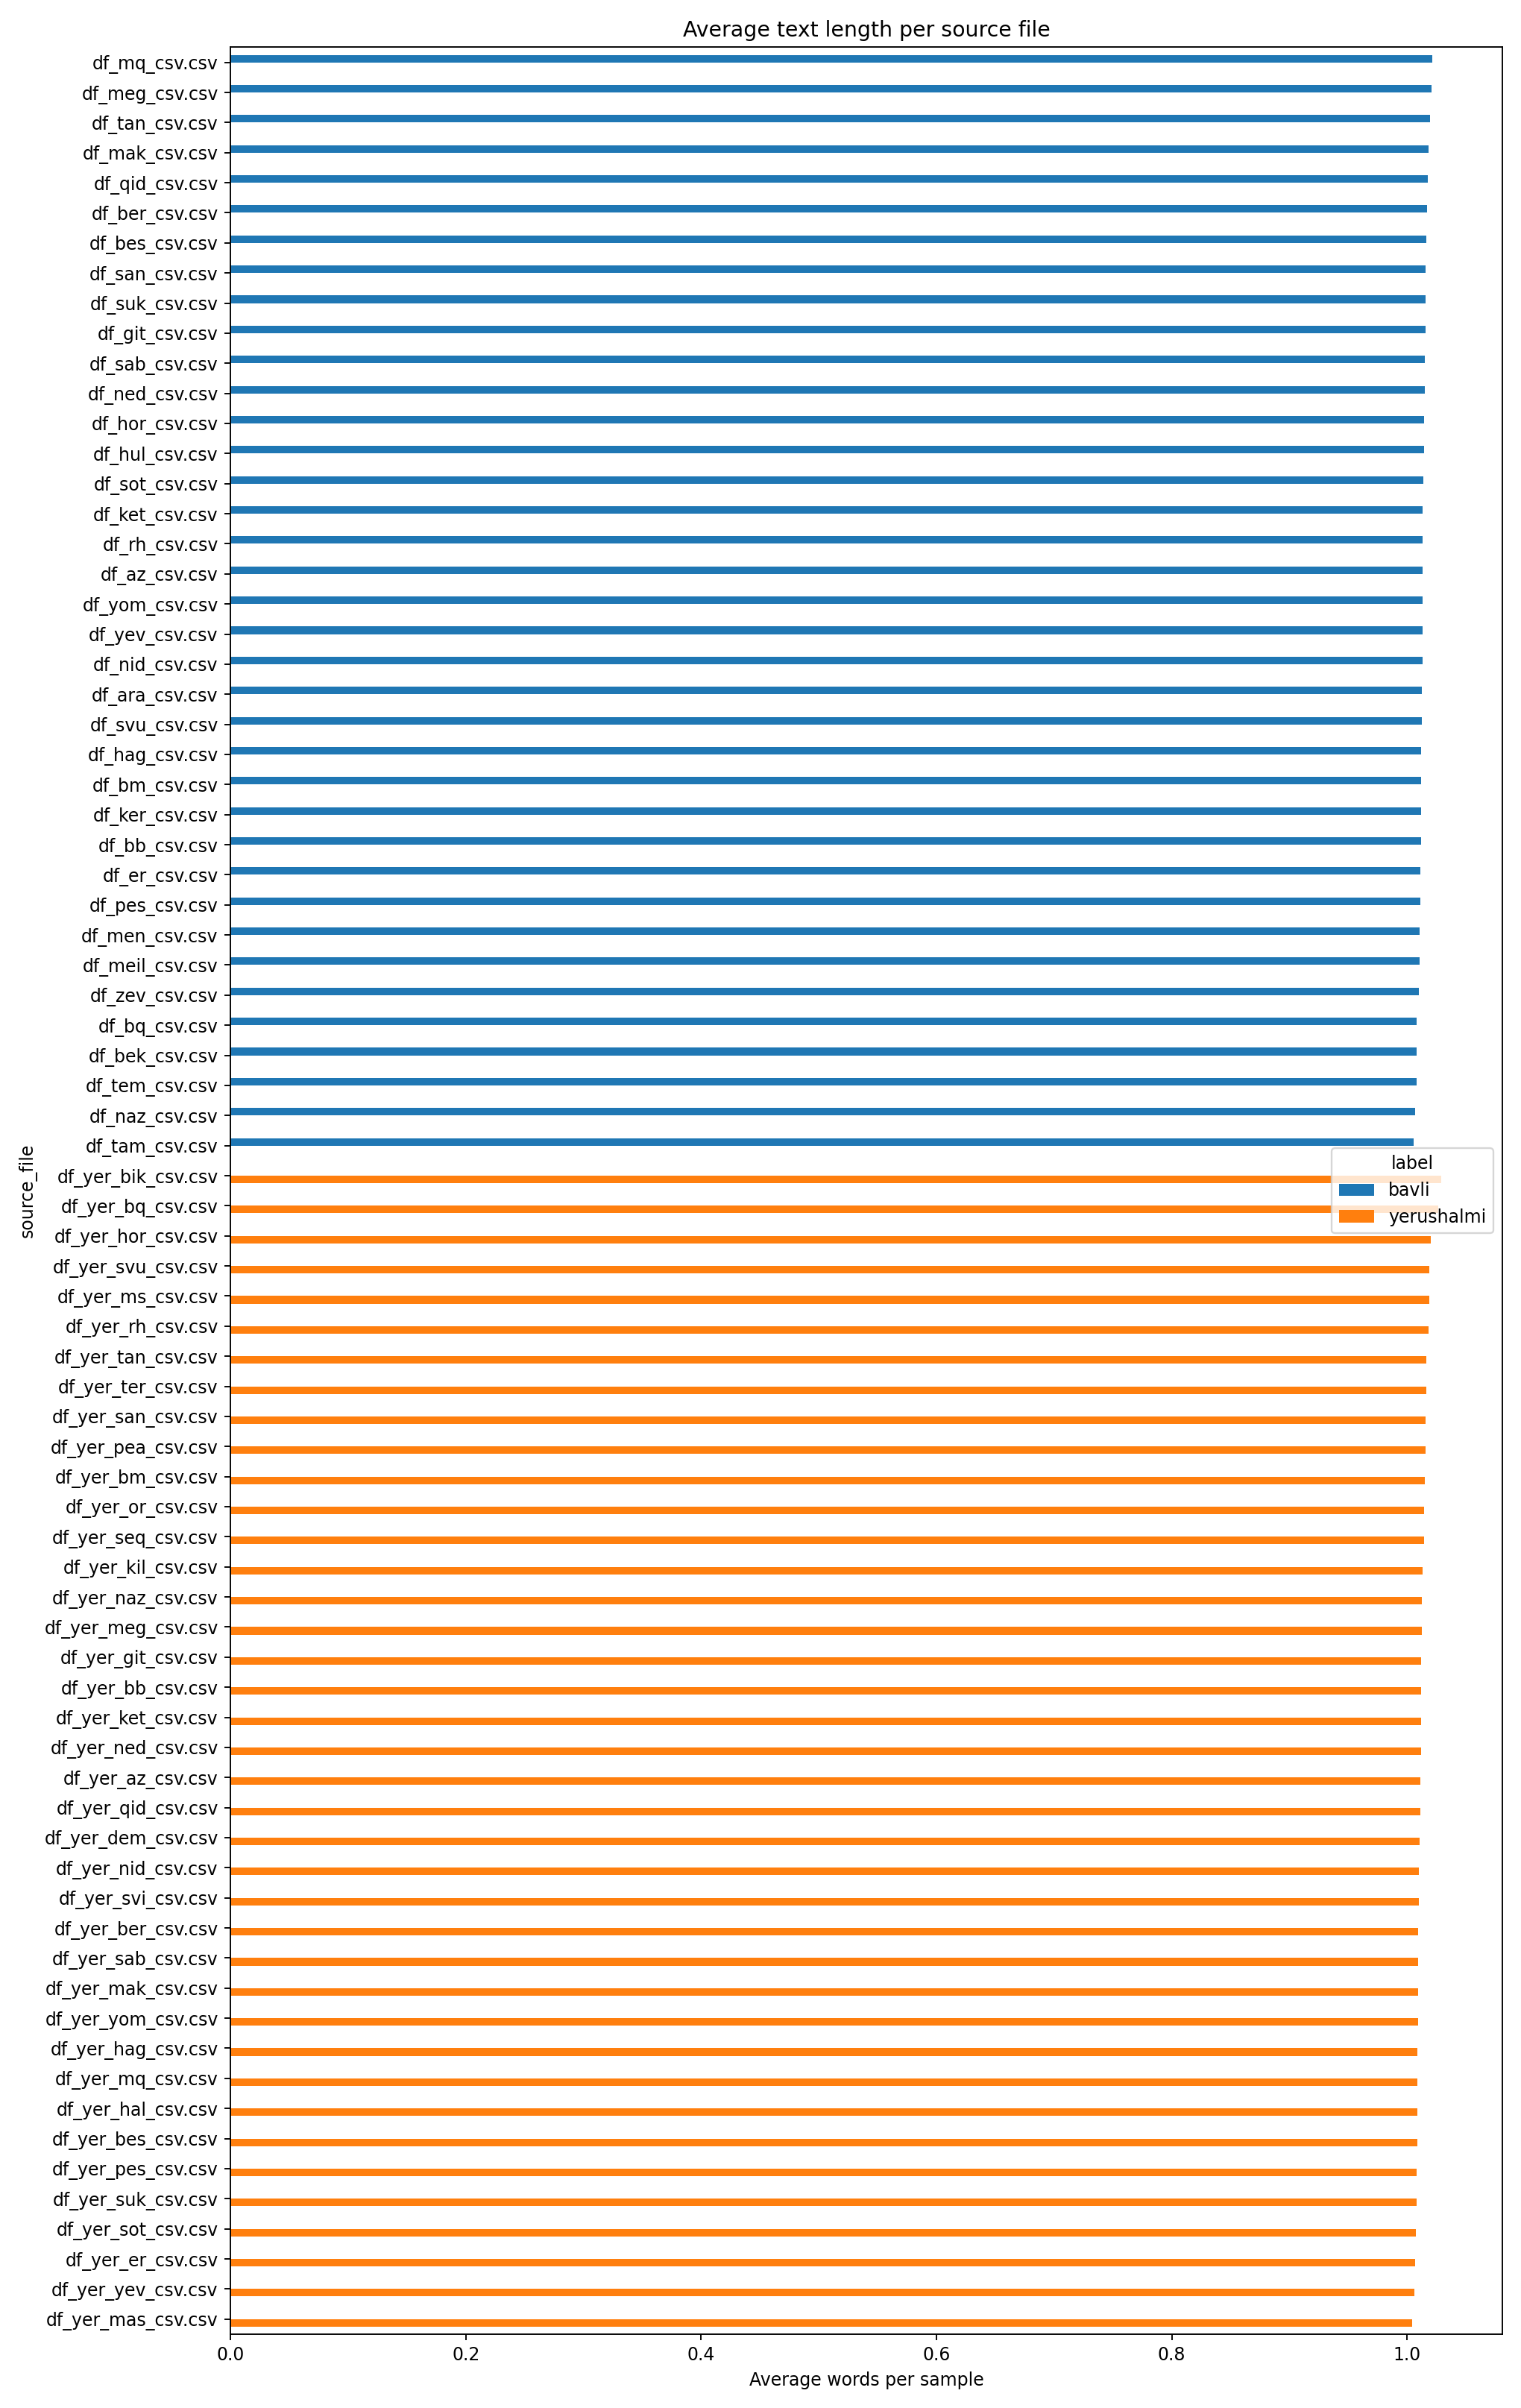 Average text length per source file
df_mq_csv.csv
df_meg_csv.csv
df_tan_csv.csv
df_mak_csv.csv
df_qid_csv.csv
df_ber_csv.csv
df_bes_csv.csv
df_san_csv.csv
df_suk_csv.csv
df_git_csv.csv
df_sab_csv.csv
df_ned_csv.csv
df_hor_csv.csv
df_hul_csv.csv
df_sot_csv.csv
df_ket_csv.csv
df_rh_csv.csv
df_az_csv.csv
df_yom_csv.csv
df_yev_csv.csv
df_nid_csv.csv
df_ara_csv.csv
df_svu_csv.csv
df_hag_csv.csv
df_bm_csv.csv
df_ker_csv.csv
df_bb_csv.csv
df_er_csv.csv
df_pes_csv.csv
df_men_csv.csv
df_meil_csv.csv
df_zev_csv.csv
df_bq_csv.csv
df_bek_csv.csv
df_tem_csv.csv
df_naz_csv.csv
df_tam_csv.csv
df_yer_bik_csv.csv
df_yer_bq_csv.csv
df_yer_hor_csv.csv
df_yer_svu_csv.csv
df_yer_ms_csv.csv
df_yer_rh_csv.csv
df_yer_tan_csv.csv
df_yer_ter_csv.csv
df_yer_san_csv.csv
df_yer_pea_csv.csv
df_yer_bm_csv.csv
df_yer_or_csv.csv
df_yer_seq_csv.csv
df_yer_kil_csv.csv
df_yer_naz_csv.csv
df_yer_meg_csv.csv
df_yer_git_csv.csv
df_yer_bb_csv.csv
df_yer_ket_csv.csv
df_yer_ned_csv.csv
df_yer_az_csv.csv
df_yer_qid_csv.csv
df_yer_dem_csv.csv
df_yer_nid_csv.csv
df_yer_svi_csv.csv
df_yer_ber_csv.csv
df_yer_sab_csv.csv
df_yer_mak_csv.csv
df_yer_yom_csv.csv
df_yer_hag_csv.csv
df_yer_mq_csv.csv
df_yer_hal_csv.csv
df_yer_bes_csv.csv
df_yer_pes_csv.csv
df_yer_suk_csv.csv
df_yer_sot_csv.csv
df_yer_er_csv.csv
df_yer_yev_csv.csv
df_yer_mas_csv.csv
source_file
label
bavli
yerushalmi
0.0 0.2 0.4 0.6 0.8 1.0
Average words per sample